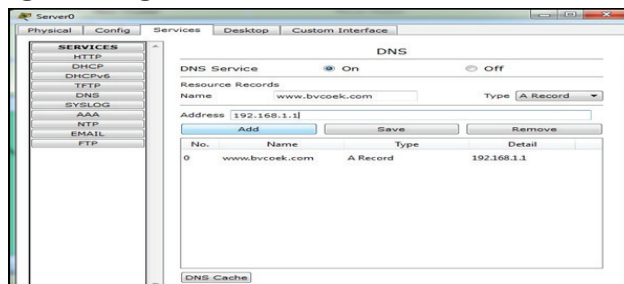 Server0
Physical Config Services Desktop Custom Interface
SERVICES
HTTP
DHCP
DHCPv6
TFTP
DNS
SYSLOG
AAA
NTP
EMAIL
FTP
DNS
DNS Service On Off
Resource Records
Name www.bvcoek.com Type A Record
Address 192.168.1.1
Add Save Remove
No. Name Type Detail
0 www.bvcoek.com A Record 192.168.1.1
DNS Cache